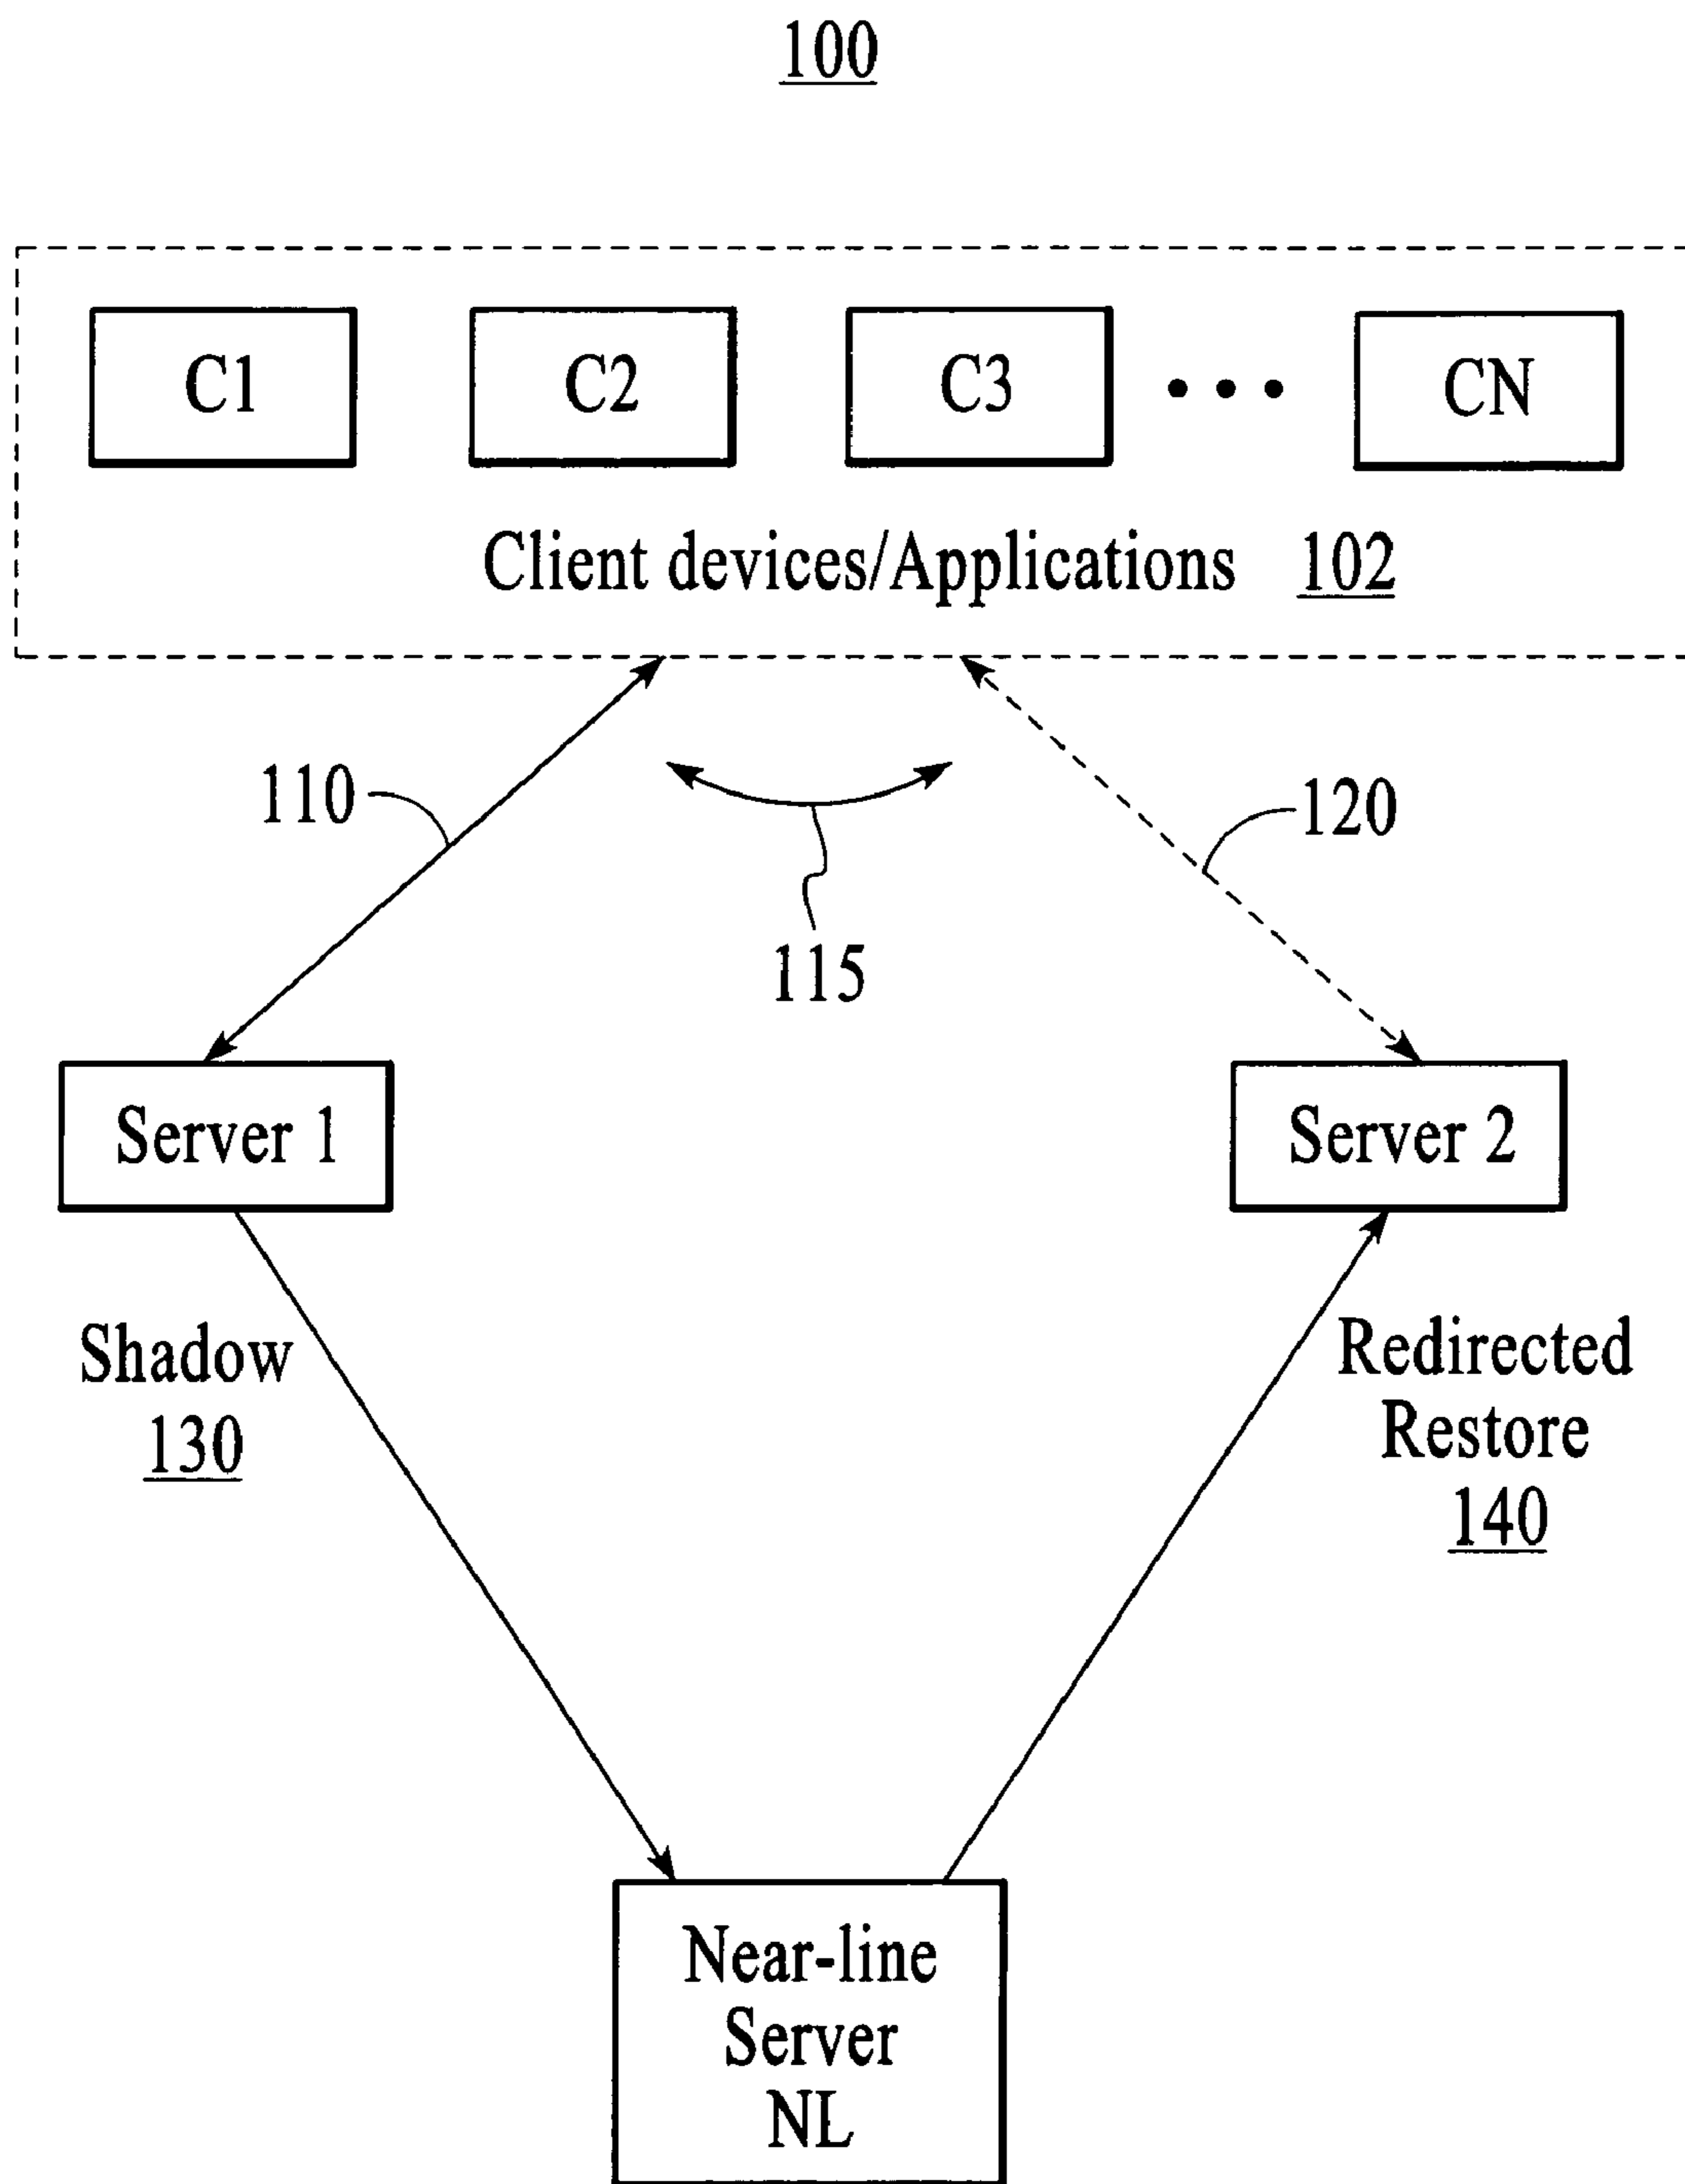 100
C1
C2
C3
• • •
CN
Client devices/Applications 102
110
115
120
Server 1
Server 2
Shadow
130
Redirected
Restore
140
Near-line
Server
NL